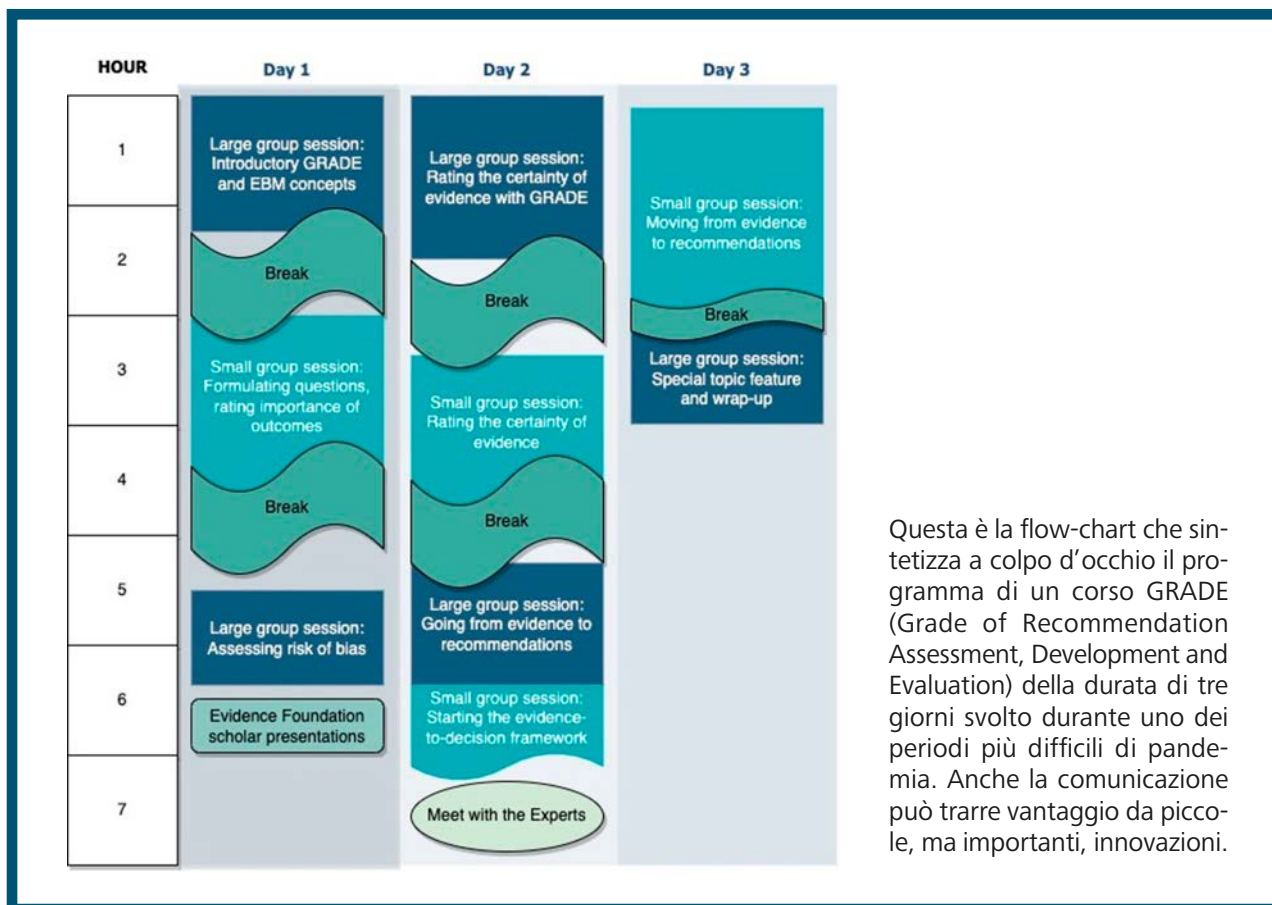 HOUR
Day 1
Day 2
Day 3
1
2
3
4
5
6
7
Large group session:
Introductory GRADE
and EBM concepts
Break
Small group session:
Formulating questions,
rating importance of
outcomes
Break
Large group session:
Assessing risk of bias
Evidence Foundation
scholar presentations
Large group session:
Rating the certainty of
evidence with GRADE
Break
Small group session:
Rating the certainty of
evidence
Break
Large group session:
Going from evidence to
recommendations
Small group session:
Starting the evidence-
to-decision framework
Meet with the Experts
Small group session:
Moving from evidence
to recommendations
Break
Large group session:
Special topic feature
and wrap-up
Questa è la flow-chart che sin-
tetizza a colpo d'occhio il pro-
gramma di un corso GRADE
(Grade of Recommendation
Assessment, Development and
Evaluation) della durata di tre
giorni svolto durante uno dei
periodi più difficili di pande-
mia. Anche la comunicazione
può trarre vantaggio da picco-
le, ma importanti, innovazioni.